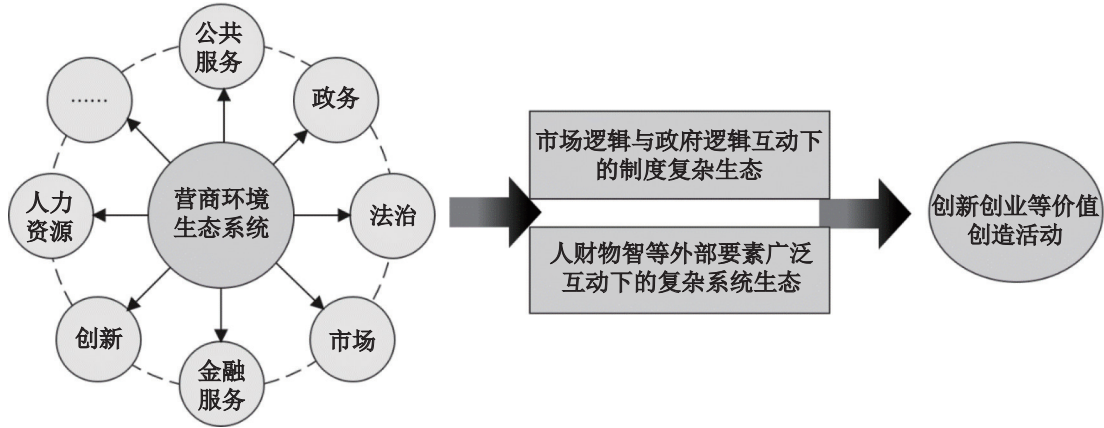 公共
服务
……
政务
人力
资源
营商环境
生态系统
法治
创新
金融
服务
市场
市场逻辑与政府逻辑互动下
的制度复杂生态
人财物智等外部要素广泛
互动下的复杂系统生态
创新创业等价值
创造活动